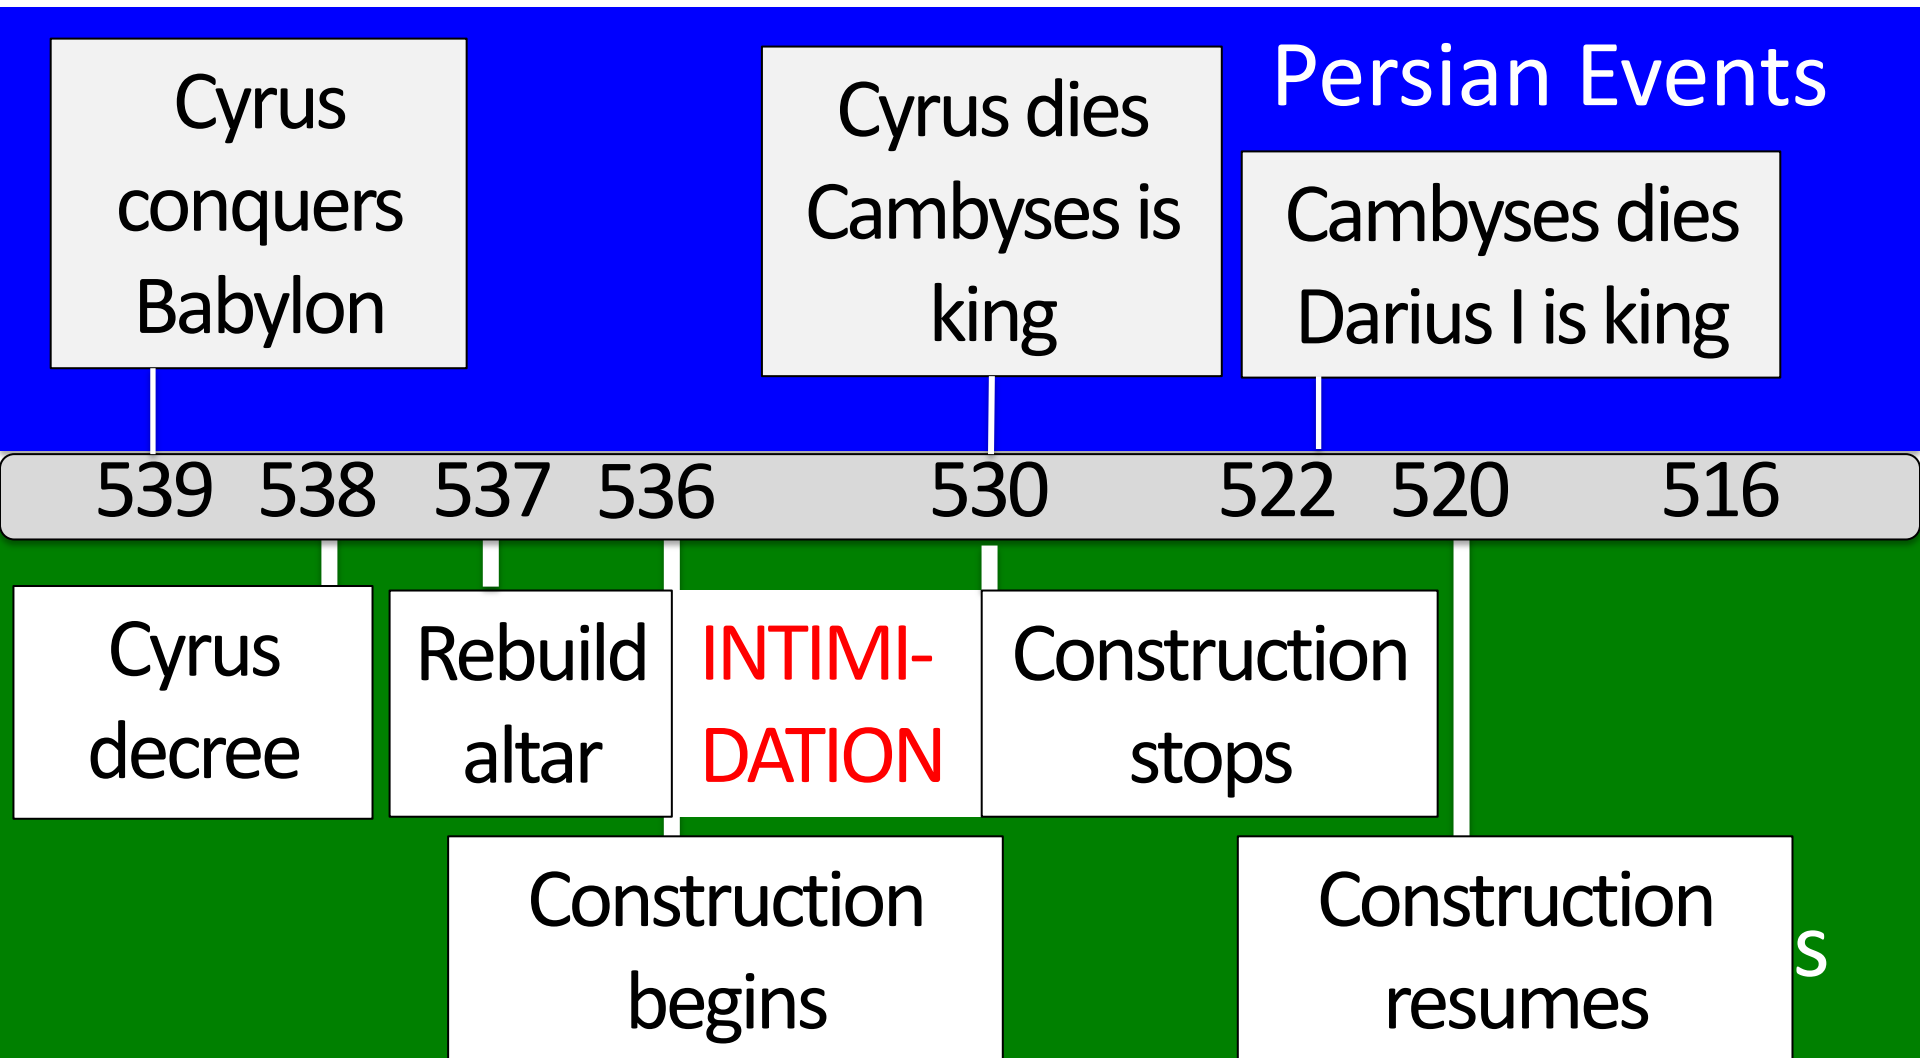 Persian Events
Cyrus
conquers
Babylon
Cyrus dies
Cambyses is
king
Cambyses dies
Darius I is king
539 538 537 536 530 522 520 516
Cyrus
decree
Rebuild
altar
INTIMI-
DATION
Construction
stops
Construction
begins
Construction
resumes
s